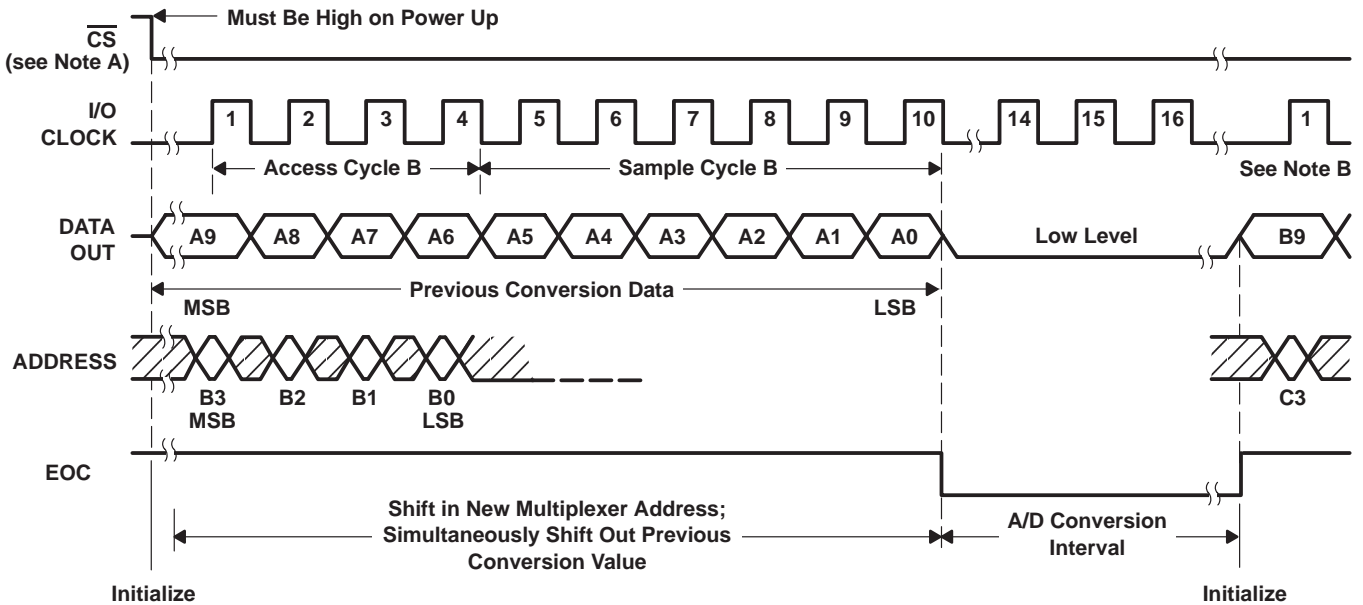 Must Be High on Power Up
CS
(see Note A)
I/O
CLOCK
1 2 3 4 5 6 7 8 9 10 14 15 16 1
Access Cycle B Sample Cycle B See Note B
DATA
OUT
A9 A8 A7 A6 A5 A4 A3 A2 A1 A0 Low Level B9
Previous Conversion Data
MSB LSB
ADDRESS
B3 B2 B1 B0 C3
MSB LSB
EOC
Shift in New Multiplexer Address;
Simultaneously Shift Out Previous
Conversion Value
A/D Conversion
Interval
Initialize Initialize